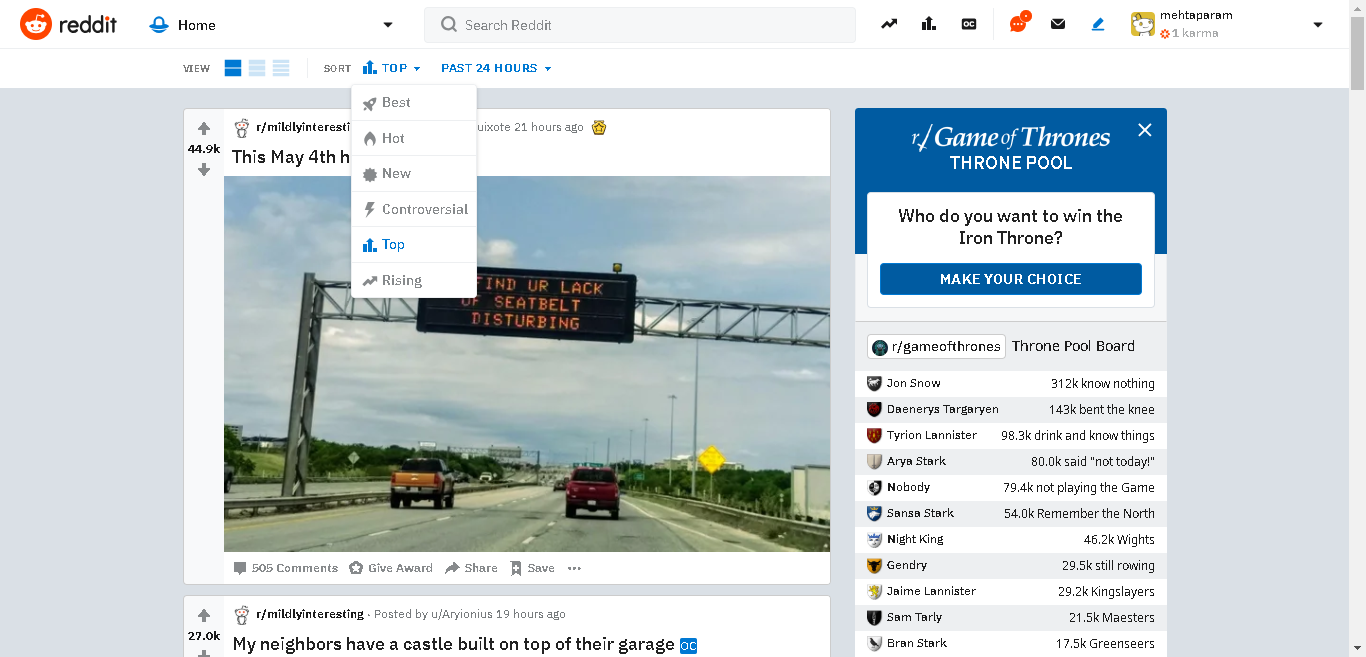 reddit
Home
Search Reddit
mehtaparam
1 karma
VIEW
SORT
TOP
PAST 24 HOURS
Best
Hot
New
Controversial
Top
Rising
44.9k
r/mildlyinteresti
uixote 21 hours ago
This May 4th h
FIND UR LACK
OF SEATBELT
DISTURBING
505 Comments
Give Award
Share
Save
27.0k
r/mildlyinteresting · Posted by u/Aryionius 19 hours ago
My neighbors have a castle built on top of their garage OC
r/Game of Thrones
THRONE POOL
Who do you want to win the
Iron Throne?
MAKE YOUR CHOICE
r/gameofthrones Throne Pool Board
Jon Snow 312k know nothing
Daenerys Targaryen 143k bent the knee
Tyrion Lannister 98.3k drink and know things
Arya Stark 80.0k said "not today!"
Nobody 79.4k not playing the Game
Sansa Stark 54.0k Remember the North
Night King 46.2k Wights
Gendry 29.5k still rowing
Jaime Lannister 29.2k Kingslayers
Sam Tarly 21.5k Maesters
Bran Stark 17.5k Greenseers